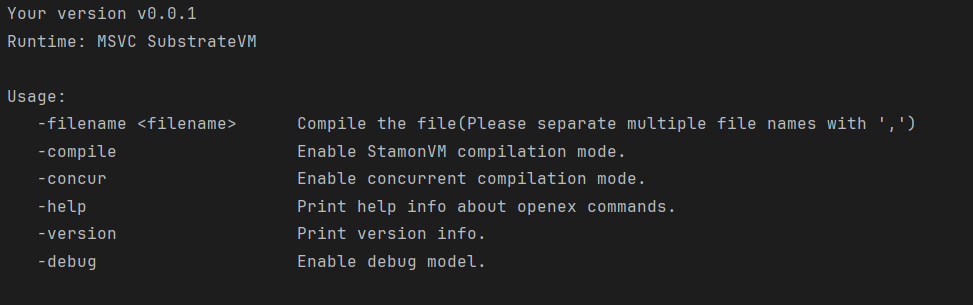 Your version v0.0.1
Runtime: MSVC SubstrateVM
Usage:
-filename <filename> Compile the file(Please separate multiple file names with ',')
-compile Enable StamonVM compilation mode.
-concur Enable concurrent compilation mode.
-help Print help info about openex commands.
-version Print version info.
-debug Enable debug model.